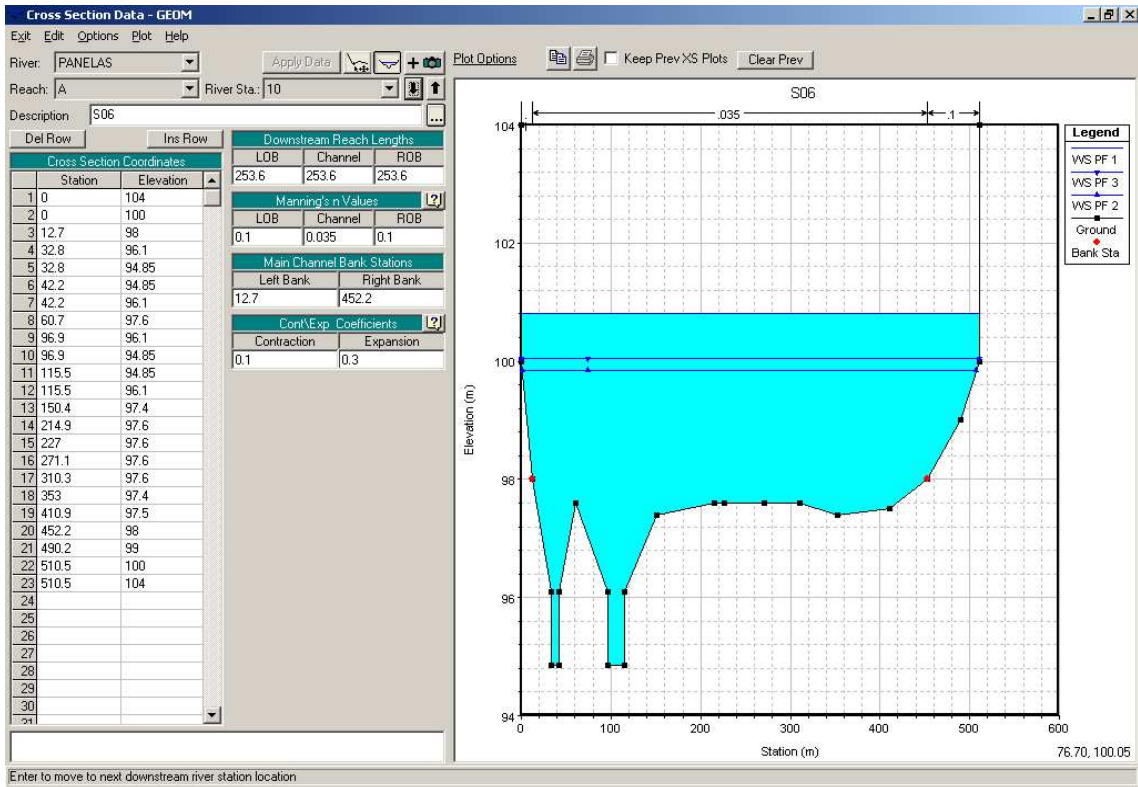 Cross Section Data - GEOM
Exit Edit Options Plot Help
River: PANELAS
Apply Data
Plot Options
Keep Prev XS Plots
Clear Prev
Reach: A
River Sta.: 10
Description S06
...
Del Row
Ins Row
Cross Section Coordinates
Station Elevation
1 0 104
2 0 100
3 12.7 98
4 32.8 96.1
5 32.8 94.85
6 42.2 94.85
7 42.2 96.1
8 60.7 97.6
9 96.9 96.1
10 96.9 94.85
11 115.5 94.85
12 115.5 96.1
13 150.4 97.4
14 214.9 97.6
15 227 97.6
16 271.1 97.6
17 310.3 97.6
18 353 97.4
19 410.9 97.5
20 452.2 98
21 490.2 99
22 510.5 100
23 510.5 104
24
25
26
27
28
29
30
31
Downstream Reach Lengths
LOB Channel ROB
253.6 253.6 253.6
Manning's n Values
LOB Channel ROB
0.1 0.035 0.1
Main Channel Bank Stations
Left Bank Right Bank
12.7 452.2
Cont\Exp Coefficients
Contraction Expansion
0.1 0.3
S06
.035
.1
104
102
100
98
96
94
Elevation (m)
0 100 200 300 400 500 600
Station (m)
Legend
WS PF 1
WS PF 3
WS PF 2
Ground
Bank Sta
76.70, 100.05
Enter to move to next downstream river station location